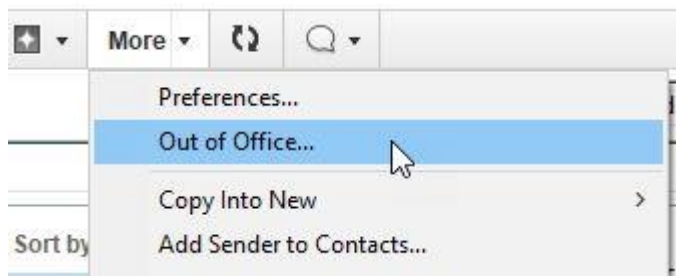 More
Preferences...
Out of Office...
Copy Into New
Sort by
Add Sender to Contacts...